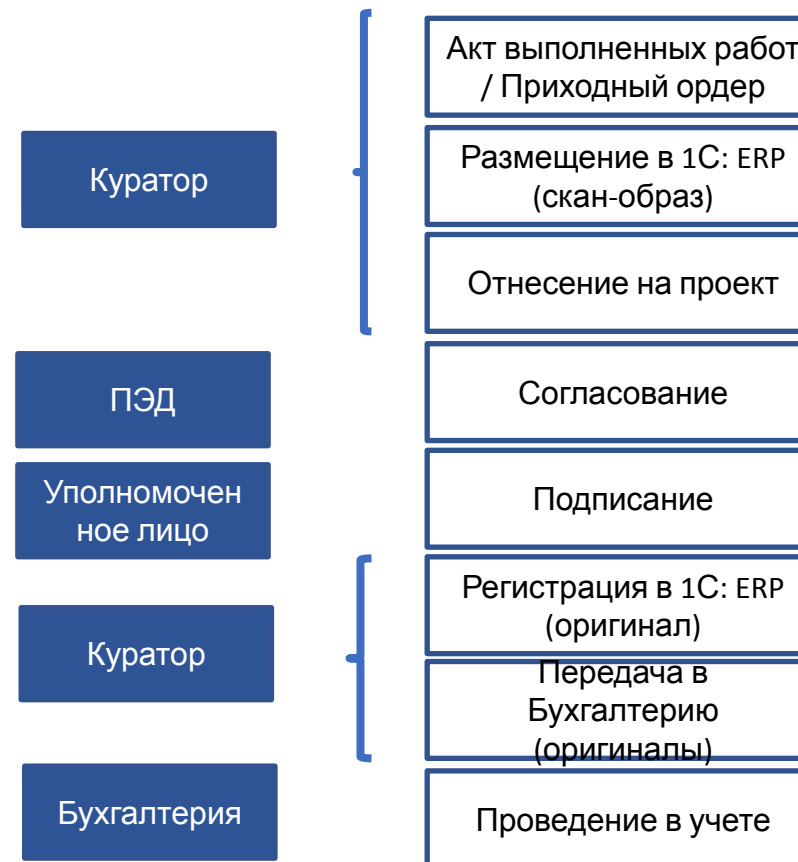 Акт выполненных работ
/ Приходный ордер
Куратор
Размещение в 1С: ERP
(скан-образ)
Отнесение на проект
ПЭД
Согласование
Уполномочен
ное лицо
Подписание
Куратор
Регистрация в 1С: ERP
(оригинал)
Передача в
Бухгалтерию
(оригиналы)
Бухгалтерия
Проведение в учете